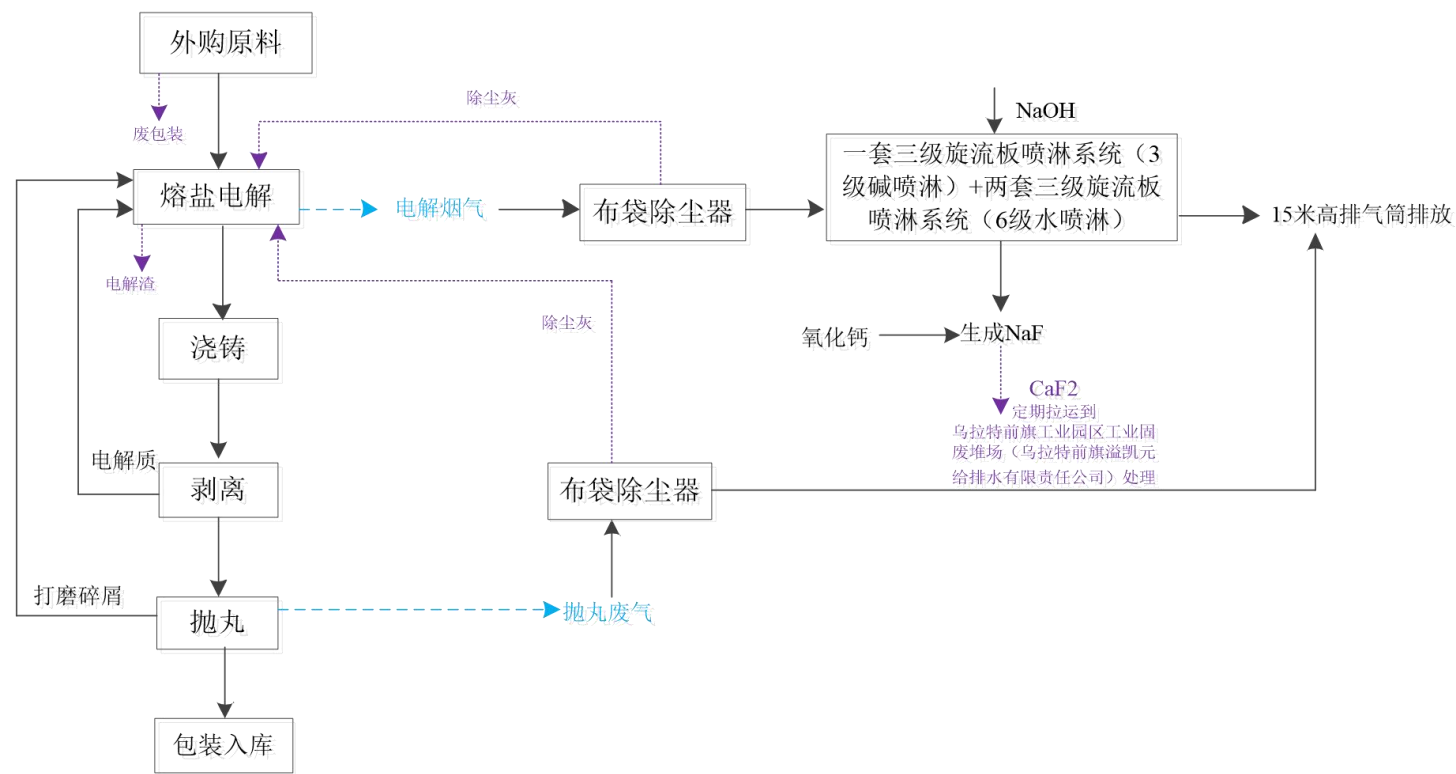 外购原料
除尘灰
NaOH
废包装
一套三级旋流板喷淋系统（3
级碱喷淋）+两套三级旋流板
喷淋系统（6级水喷淋）
熔盐电解
电解烟气
布袋除尘器
15米高排气筒排放
电解渣
除尘灰
氧化钙
生成NaF
浇铸
CaF2
定期拉运到
乌拉特前旗工业园区工业固
废堆场（乌拉特前旗溢凯元
给排水有限责任公司）处理
电解质
剥离
布袋除尘器
打磨碎屑
抛丸
抛丸废气
包装入库